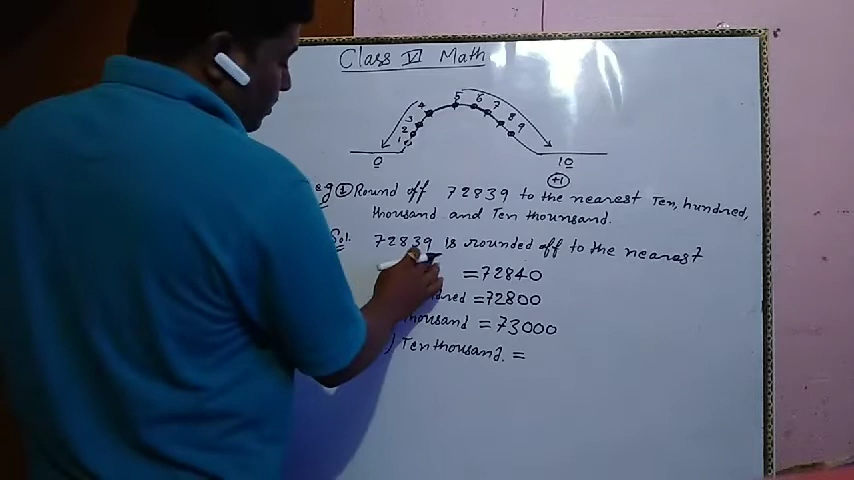 Class VI Math
5
4 6
3 7
2 8
1 9
0 10
+1
eg ① Round off 72839 to the nearest Ten, hundred,
thousand and Ten thounsand.
Sol. 72839 is rounded off to the nearest
= 72840
= 72800
thousand = 73000
) Ten thousand. =